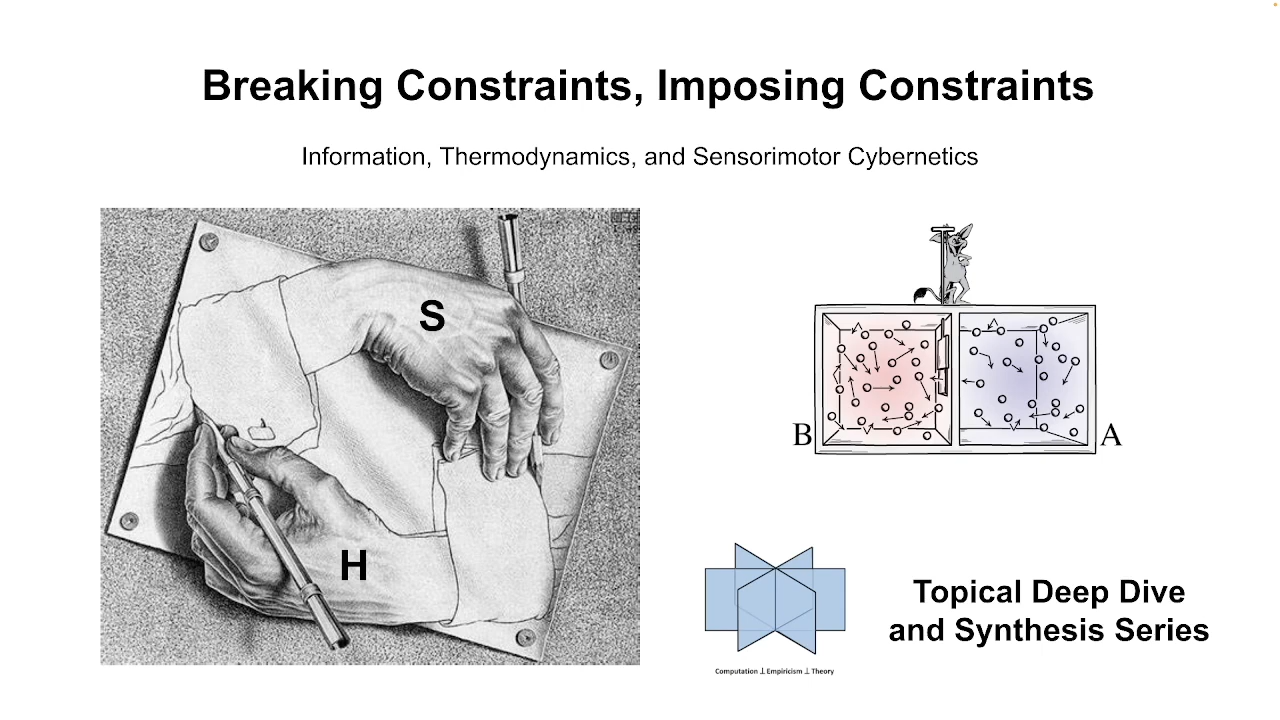 Breaking Constraints, Imposing Constraints
Information, Thermodynamics, and Sensorimotor Cybernetics
S
H
B
A
Computation ⊥ Empiricism ⊥ Theory
Topical Deep Dive
and Synthesis Series